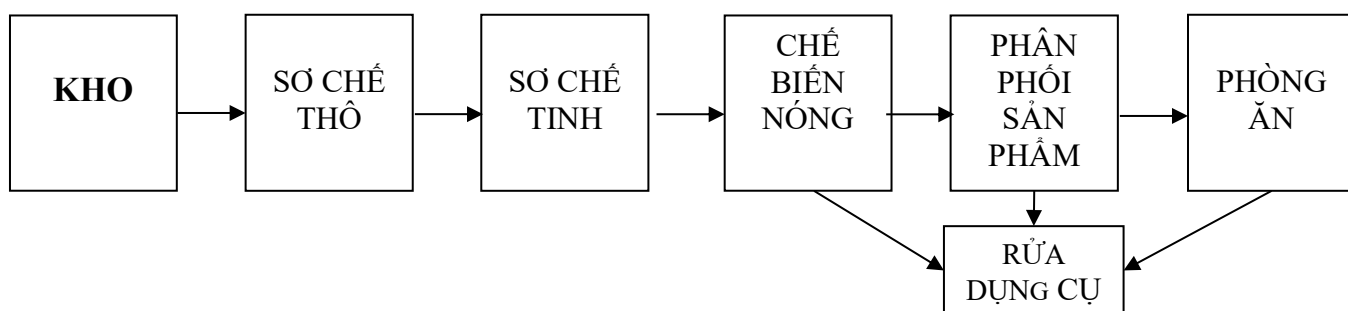 KHO
SƠ CHẾ
THÔ
SƠ CHẾ
TINH
CHẾ
BIẾN
NÓNG
PHÂN
PHỐI
SẢN
PHẨM
PHÒNG
ĂN
RỬA
DỤNG CỤ